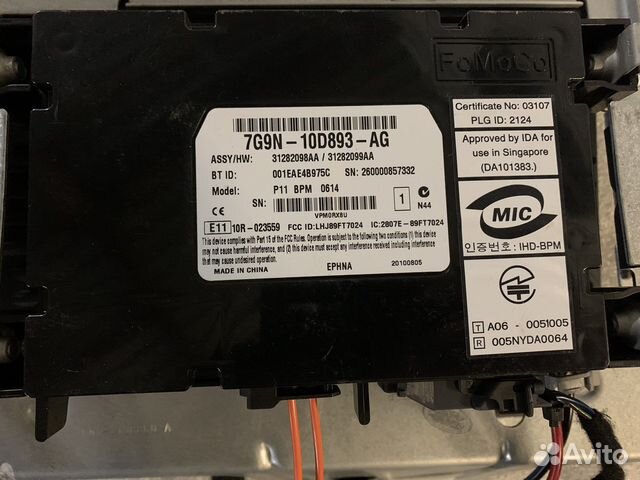 FoMoCo
7G9N-10D893-AG
ASSY/HW: 31282098AA / 31282099AA
BT ID: 001EAE4B975C SN: 260000857332
Model: P11 BPM 0614
SN: VPM0RX8U
1 N44
CE
E11 10R-023559 FCC ID:LHJ89FT7024 IC:2807E-89FT7024
This device complies with Part 15 of the FCC Rules. Operation is subject to the following two conditions: (1) this device
may not cause harmful interference, and (2) this device must accept any interference received including interference
that may cause undesired operation.
MADE IN CHINA EPHNA 20100805
Certificate No: 03107
PLG ID: 2124
Approved by IDA for
use in Singapore
(DA101383.)
MIC
인증번호: IHD-BPM
T A06 - 0051005
R 005NYDA0064
Avito